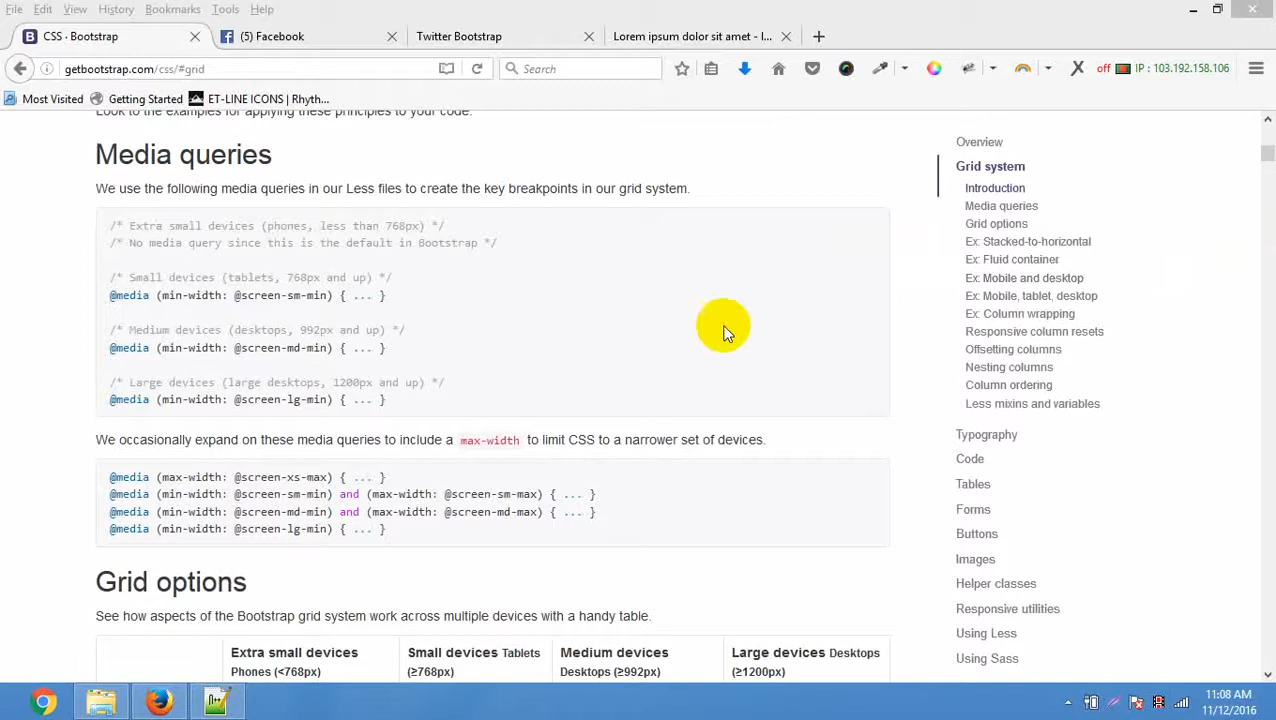 File Edit View History Bookmarks Tools Help
CSS · Bootstrap
(5) Facebook
Twitter Bootstrap
Lorem ipsum dolor sit amet - l...
getbootstrap.com/css/#grid
Search
off
IP : 103.192.158.106
Most Visited
Getting Started
ET-LINE ICONS | Rhyth...
Look to the examples for applying these principles to your code.
Media queries
We use the following media queries in our Less files to create the key breakpoints in our grid system.
/* Extra small devices (phones, less than 768px) */
/* No media query since this is the default in Bootstrap */
/* Small devices (tablets, 768px and up) */
@media (min-width: @screen-sm-min) { ... }
/* Medium devices (desktops, 992px and up) */
@media (min-width: @screen-md-min) { ... }
/* Large devices (large desktops, 1200px and up) */
@media (min-width: @screen-lg-min) { ... }
We occasionally expand on these media queries to include a max-width to limit CSS to a narrower set of devices.
@media (max-width: @screen-xs-max) { ... }
@media (min-width: @screen-sm-min) and (max-width: @screen-sm-max) { ... }
@media (min-width: @screen-md-min) and (max-width: @screen-md-max) { ... }
@media (min-width: @screen-lg-min) { ... }
Grid options
See how aspects of the Bootstrap grid system work across multiple devices with a handy table.
Extra small devices
Phones (<768px)
Small devices Tablets
(≥768px)
Medium devices
Desktops (≥992px)
Large devices Desktops
(≥1200px)
Overview
Grid system
Introduction
Media queries
Grid options
Ex: Stacked-to-horizontal
Ex: Fluid container
Ex: Mobile and desktop
Ex: Mobile, tablet, desktop
Ex: Column wrapping
Responsive column resets
Offsetting columns
Nesting columns
Column ordering
Less mixins and variables
Typography
Code
Tables
Forms
Buttons
Images
Helper classes
Responsive utilities
Using Less
Using Sass
11:08 AM
11/12/2016